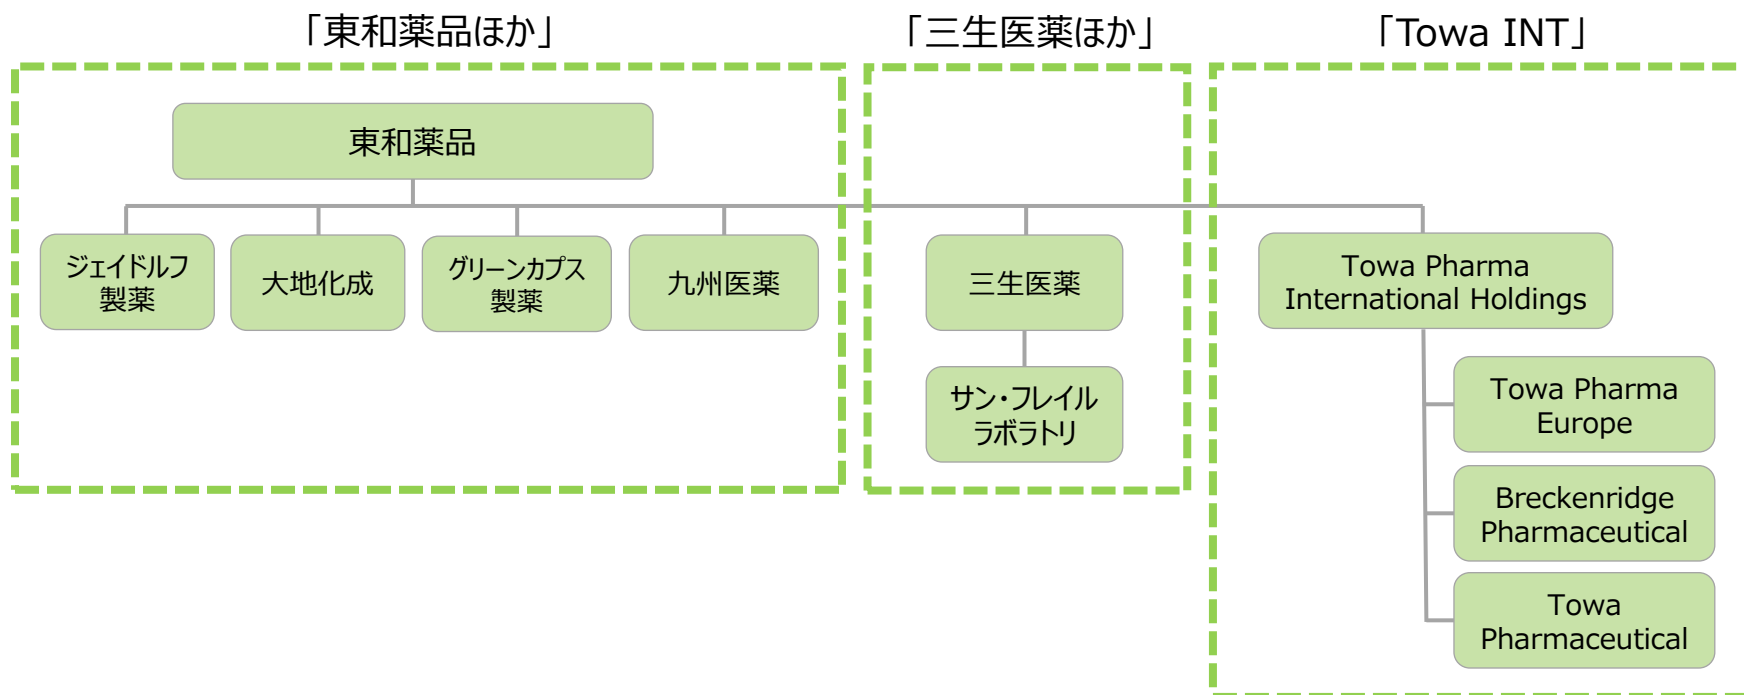 「東和薬品ほか」
「三生医薬ほか」
「Towa INT」
東和薬品
ジェイドルフ
製薬
大地化成
グリーンカプス
製薬
九州医薬
三生医薬
Towa Pharma
International Holdings
サン・フレイル
ラボラトリ
Towa Pharma
Europe
Breckenridge
Pharmaceutical
Towa
Pharmaceutical